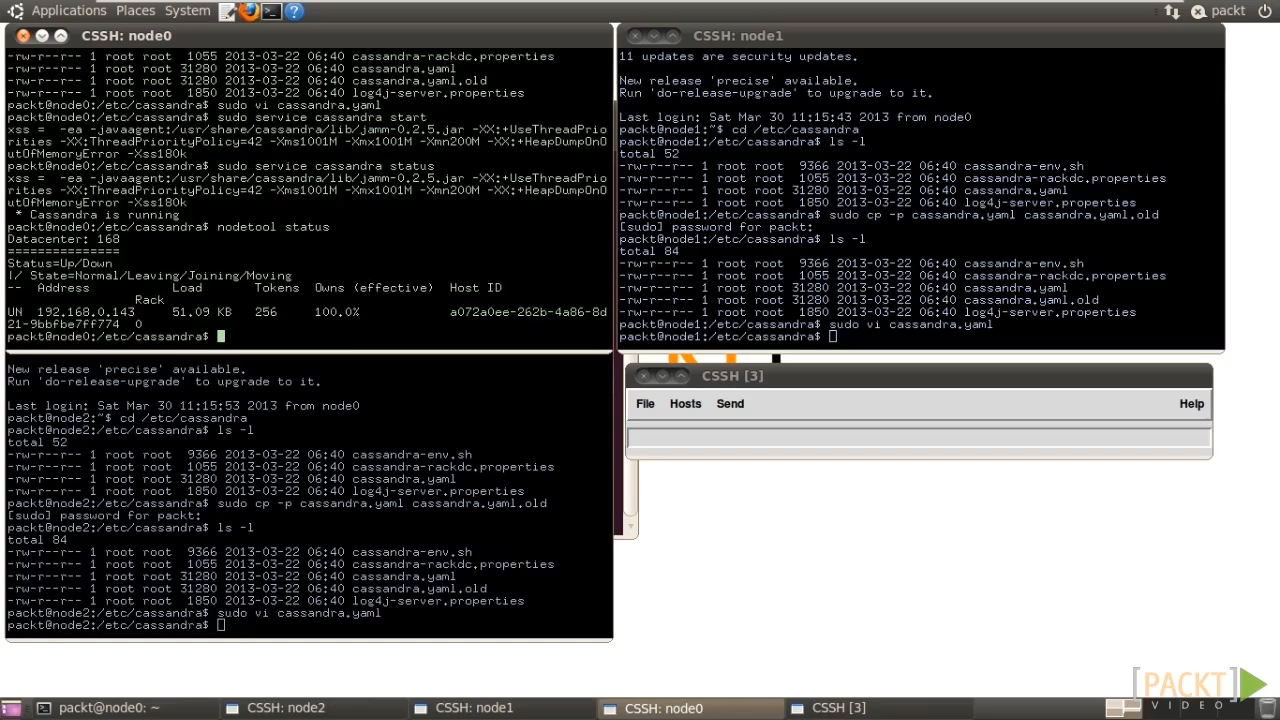 Applications Places System
packt
CSSH: node0
-rw-r--r-- 1 root root  1055 2013-03-22 06:40 cassandra-rackdc.properties
-rw-r--r-- 1 root root 31280 2013-03-22 06:40 cassandra.yaml
-rw-r--r-- 1 root root 31280 2013-03-22 06:40 cassandra.yaml.old
-rw-r--r-- 1 root root  1850 2013-03-22 06:40 log4j-server.properties
packt@node0:/etc/cassandra$ sudo vi cassandra.yaml
packt@node0:/etc/cassandra$ sudo service cassandra start
xss =  -ea -javaagent:/usr/share/cassandra/lib/jamm-0.2.5.jar -XX:+UseThreadPrio
rities -XX:ThreadPriorityPolicy=42 -Xms1001M -Xmx1001M -Xmn200M -XX:+HeapDumpOnO
utOfMemoryError -Xss180k
packt@node0:/etc/cassandra$ sudo service cassandra status
xss =  -ea -javaagent:/usr/share/cassandra/lib/jamm-0.2.5.jar -XX:+UseThreadPrio
rities -XX:ThreadPriorityPolicy=42 -Xms1001M -Xmx1001M -Xmn200M -XX:+HeapDumpOnO
utOfMemoryError -Xss180k
 * Cassandra is running
packt@node0:/etc/cassandra$ nodetool status
Datacenter: 168
===============
Status=Up/Down
|/ State=Normal/Leaving/Joining/Moving
--  Address           Load       Tokens  Owns (effective)  Host ID
                 Rack
UN  192.168.0.143     51.09 KB   256     100.0%            a072a0ee-262b-4a86-8d
21-9bbfbe7ff774  0
packt@node0:/etc/cassandra$
CSSH: node1
11 updates are security updates.
New release 'precise' available.
Run 'do-release-upgrade' to upgrade to it.
Last login: Sat Mar 30 11:15:43 2013 from node0
packt@node1:~$ cd /etc/cassandra
packt@node1:/etc/cassandra$ ls -l
total 52
-rw-r--r-- 1 root root  9366 2013-03-22 06:40 cassandra-env.sh
-rw-r--r-- 1 root root  1055 2013-03-22 06:40 cassandra-rackdc.properties
-rw-r--r-- 1 root root 31280 2013-03-22 06:40 cassandra.yaml
-rw-r--r-- 1 root root  1850 2013-03-22 06:40 log4j-server.properties
packt@node1:/etc/cassandra$ sudo cp -p cassandra.yaml cassandra.yaml.old
[sudo] password for packt:
packt@node1:/etc/cassandra$ ls -l
total 84
-rw-r--r-- 1 root root  9366 2013-03-22 06:40 cassandra-env.sh
-rw-r--r-- 1 root root  1055 2013-03-22 06:40 cassandra-rackdc.properties
-rw-r--r-- 1 root root 31280 2013-03-22 06:40 cassandra.yaml
-rw-r--r-- 1 root root 31280 2013-03-22 06:40 cassandra.yaml.old
-rw-r--r-- 1 root root  1850 2013-03-22 06:40 log4j-server.properties
packt@node1:/etc/cassandra$ sudo vi cassandra.yaml
packt@node1:/etc/cassandra$
New release 'precise' available.
Run 'do-release-upgrade' to upgrade to it.
Last login: Sat Mar 30 11:15:53 2013 from node0
packt@node2:~$ cd /etc/cassandra
packt@node2:/etc/cassandra$ ls -l
total 52
-rw-r--r-- 1 root root  9366 2013-03-22 06:40 cassandra-env.sh
-rw-r--r-- 1 root root  1055 2013-03-22 06:40 cassandra-rackdc.properties
-rw-r--r-- 1 root root 31280 2013-03-22 06:40 cassandra.yaml
-rw-r--r-- 1 root root  1850 2013-03-22 06:40 log4j-server.properties
packt@node2:/etc/cassandra$ sudo cp -p cassandra.yaml cassandra.yaml.old
[sudo] password for packt:
packt@node2:/etc/cassandra$ ls -l
total 84
-rw-r--r-- 1 root root  9366 2013-03-22 06:40 cassandra-env.sh
-rw-r--r-- 1 root root  1055 2013-03-22 06:40 cassandra-rackdc.properties
-rw-r--r-- 1 root root 31280 2013-03-22 06:40 cassandra.yaml
-rw-r--r-- 1 root root 31280 2013-03-22 06:40 cassandra.yaml.old
-rw-r--r-- 1 root root  1850 2013-03-22 06:40 log4j-server.properties
packt@node2:/etc/cassandra$ sudo vi cassandra.yaml
packt@node2:/etc/cassandra$
CSSH [3]
File Hosts Send Help
[PACKT]
VIDEO
packt@node0: ~
CSSH: node2
CSSH: node1
CSSH: node0
CSSH [3]